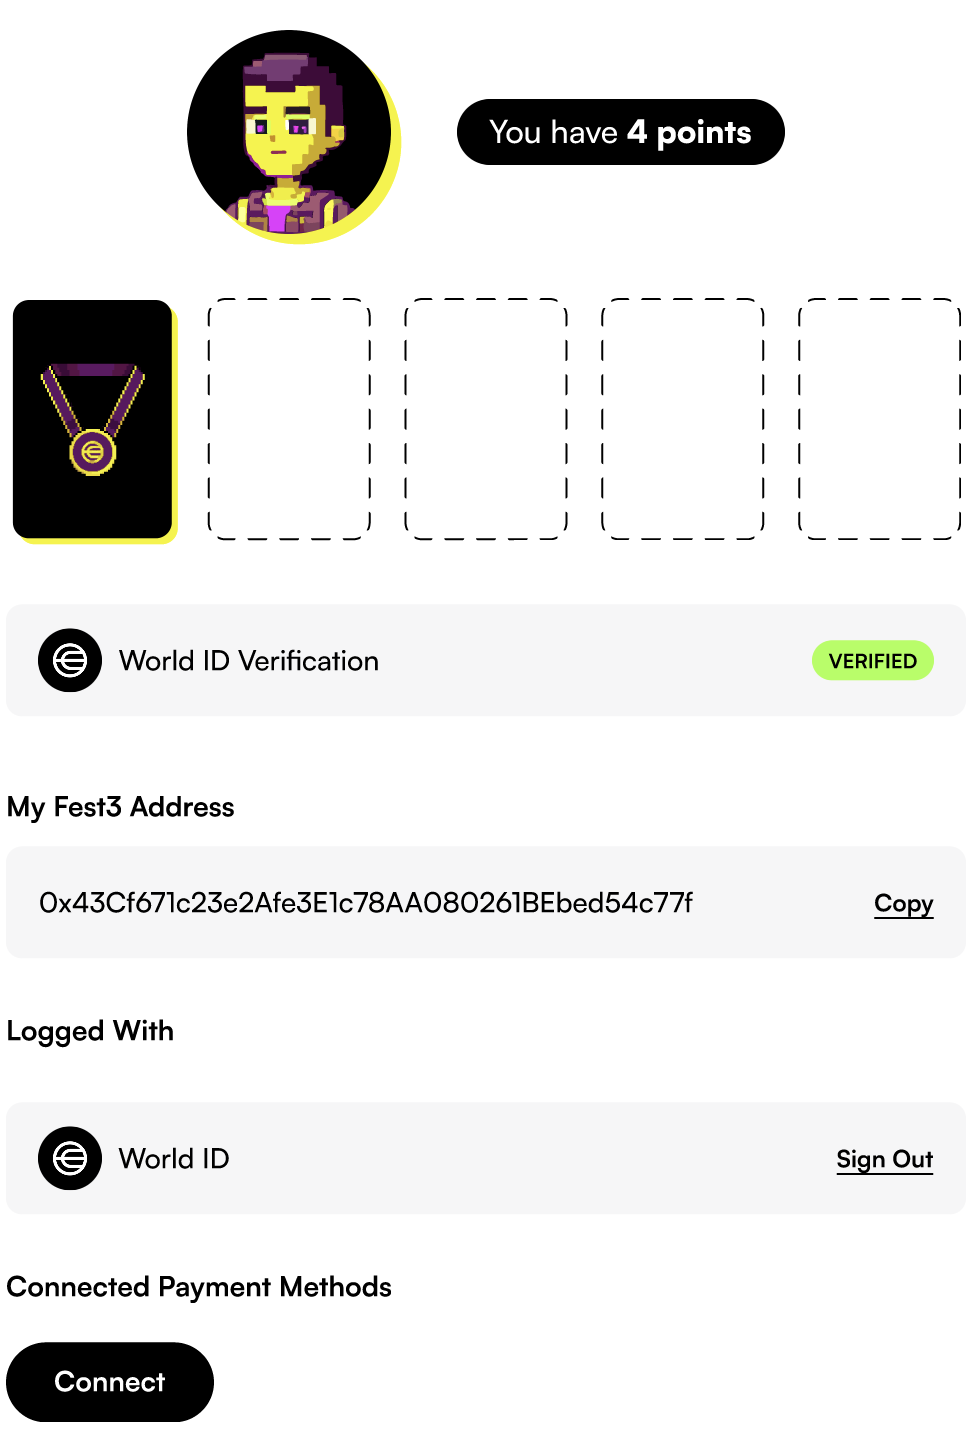 You have 4 points
World ID Verification
VERIFIED
My Fest3 Address
0x43Cf671c23e2Afe3E1c78AA080261BEbed54c77f
Copy
Logged With
World ID
Sign Out
Connected Payment Methods
Connect